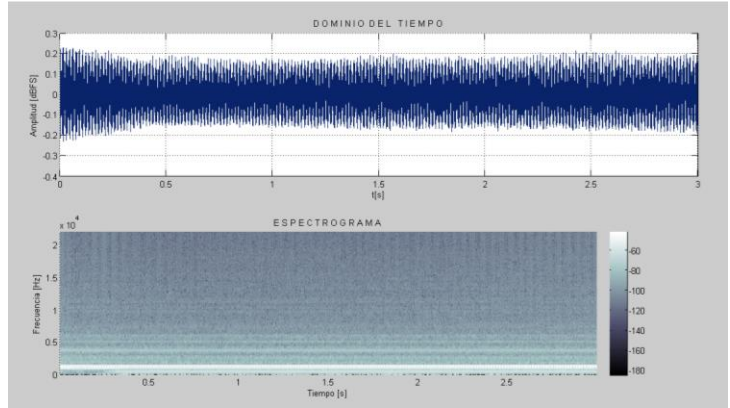 DOMINIO DEL TIEMPO
Amplitud [dBFS]
0.3
0.2
0.1
0
-0.1
-0.2
-0.3
-0.4
0 0.5 1 1.5 2 2.5 3
t[s]
ESPECTROGRAMA
x 10^4
Frecuencia [Hz]
2
1.5
1
0.5
0
0.5 1 1.5 2 2.5
Tiempo [s]
-60
-80
-100
-120
-140
-160
-180